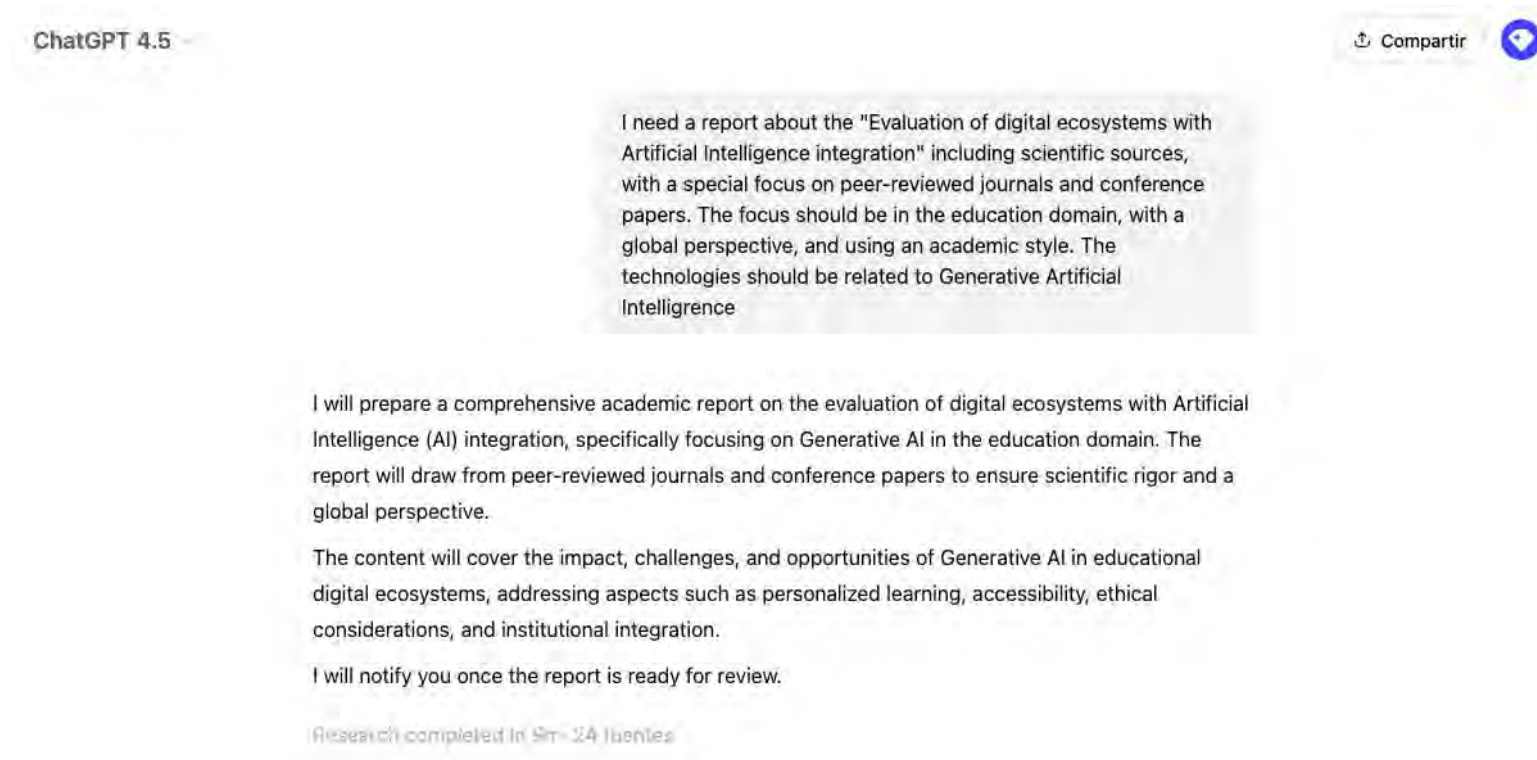 ChatGPT 4.5
Compartir
I need a report about the "Evaluation of digital ecosystems with
Artificial Intelligence integration" including scientific sources,
with a special focus on peer-reviewed journals and conference
papers. The focus should be in the education domain, with a
global perspective, and using an academic style. The
technologies should be related to Generative Artificial
Intelligrence
I will prepare a comprehensive academic report on the evaluation of digital ecosystems with Artificial
Intelligence (AI) integration, specifically focusing on Generative AI in the education domain. The
report will draw from peer-reviewed journals and conference papers to ensure scientific rigor and a
global perspective.
The content will cover the impact, challenges, and opportunities of Generative AI in educational
digital ecosystems, addressing aspects such as personalized learning, accessibility, ethical
considerations, and institutional integration.
I will notify you once the report is ready for review.
Research completed in 24 fuentes